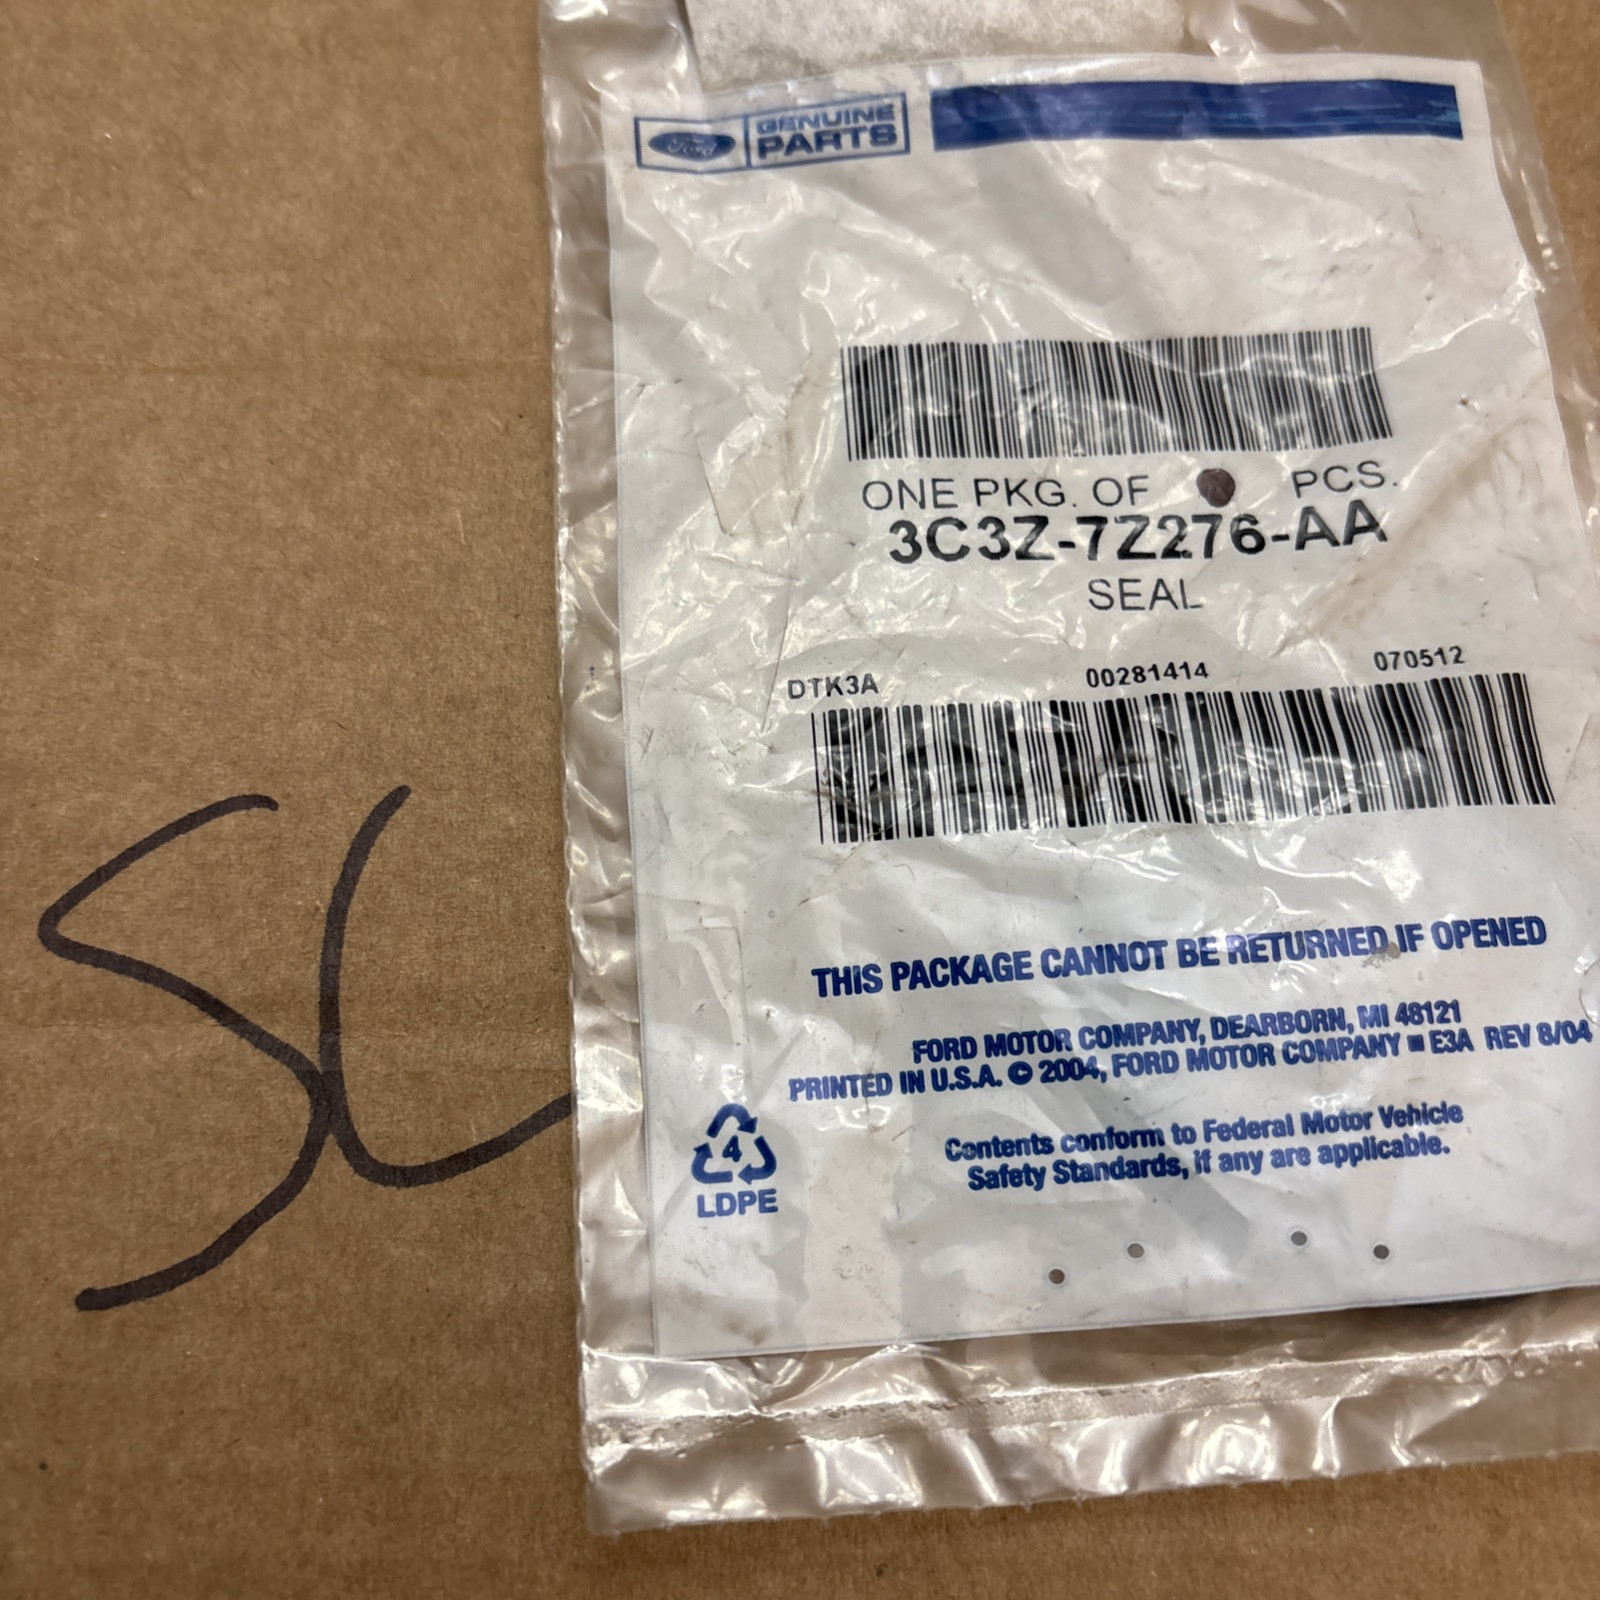 Ford GENUINE PARTS
ONE PKG. OF PCS.
3C3Z-7Z276-AA
SEAL
DTK3A 00281414 070512
THIS PACKAGE CANNOT BE RETURNED IF OPENED
FORD MOTOR COMPANY, DEARBORN, MI 48121
PRINTED IN U.S.A. © 2004, FORD MOTOR COMPANY ■ E3A REV 8/04
Contents conform to Federal Motor Vehicle
Safety Standards, if any are applicable.
4
LDPE
SL